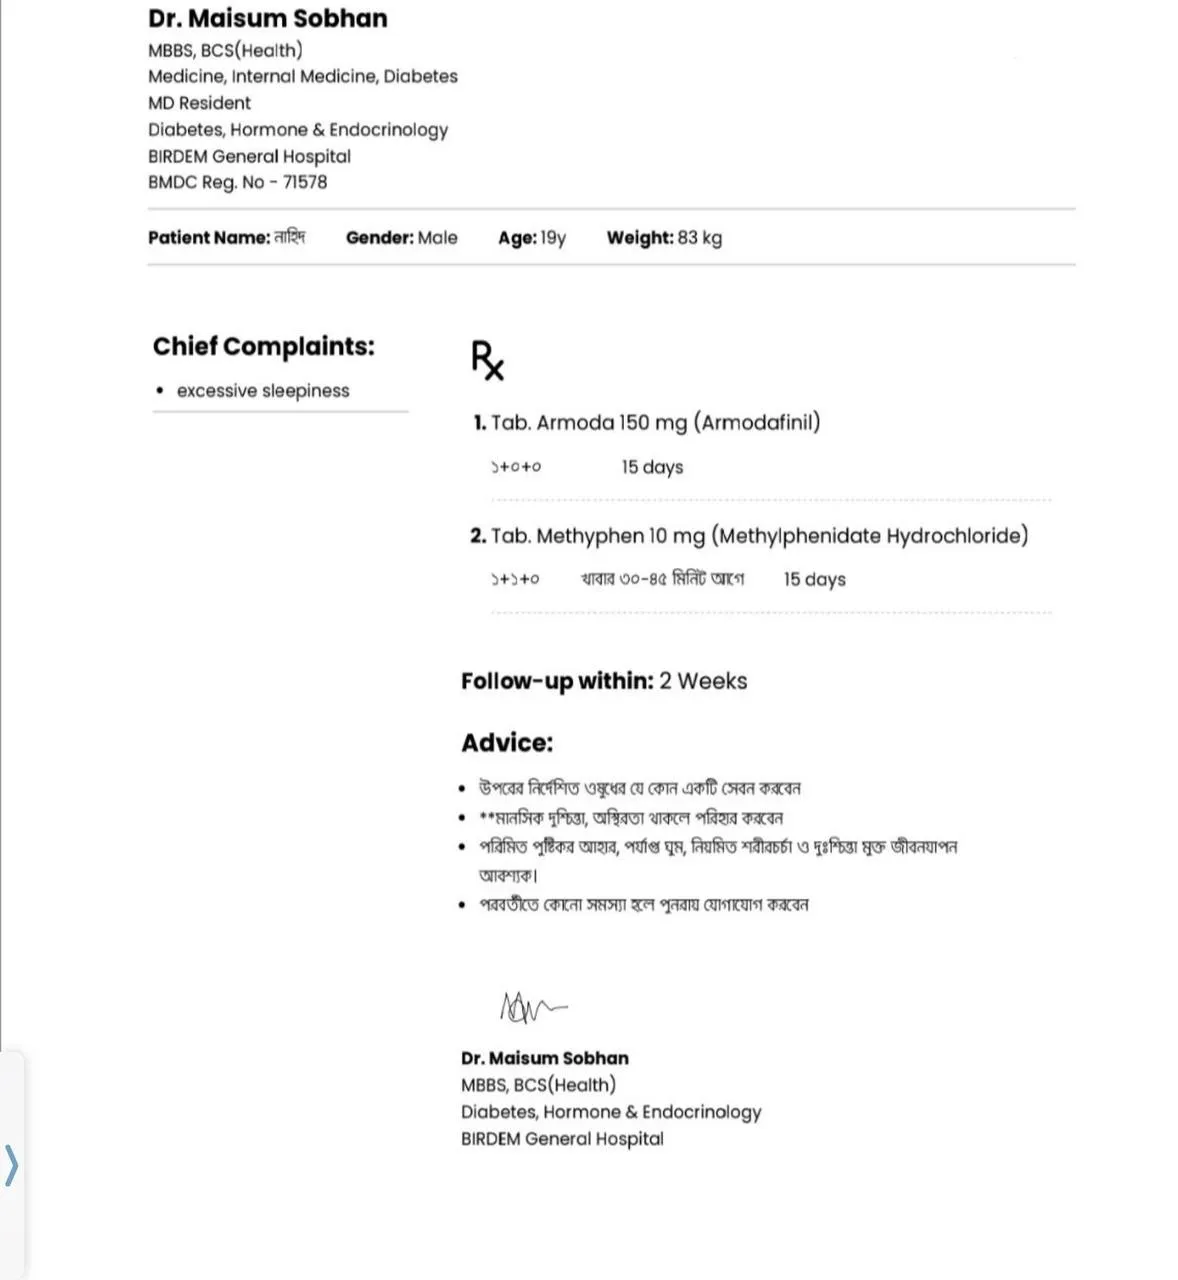 Dr. Maisum Sobhan
MBBS, BCS(Health)
Medicine, Internal Medicine, Diabetes
MD Resident
Diabetes, Hormone & Endocrinology
BIRDEM General Hospital
BMDC Reg. No - 71578
Patient Name: নাহিদ Gender: Male Age: 19y Weight: 83 kg
Chief Complaints:
• excessive sleepiness
Rx
1. Tab. Armoda 150 mg (Armodafinil)
১+০+০ 15 days
2. Tab. Methyphen 10 mg (Methylphenidate Hydrochloride)
১+১+০ খাবার ৩০-৪৫ মিনিট আগে 15 days
Follow-up within: 2 Weeks
Advice:
• উপরের নির্দেশিত ওষুধের যে কোন একটি সেবন করবেন
• **মানসিক দুশ্চিন্তা, অস্থিরতা থাকলে পরিহার করবেন
• পরিমিত পুষ্টিকর আহার, পর্যাপ্ত ঘুম, নিয়মিত শরীরচর্চা ও দুঃশ্চিন্তা মুক্ত জীবনযাপন
আবশ্যক।
• পরবর্তীতে কোনো সমস্যা হলে পুনরায় যোগাযোগ করবেন
Dr. Maisum Sobhan
MBBS, BCS(Health)
Diabetes, Hormone & Endocrinology
BIRDEM General Hospital